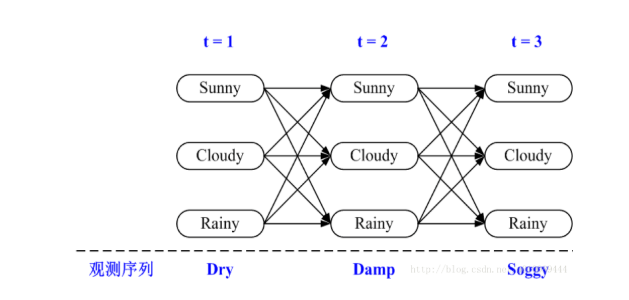 t = 1 t = 2 t = 3
Sunny Sunny Sunny
Cloudy Cloudy Cloudy
Rainy Rainy Rainy
观测序列 Dry Damp Soggy